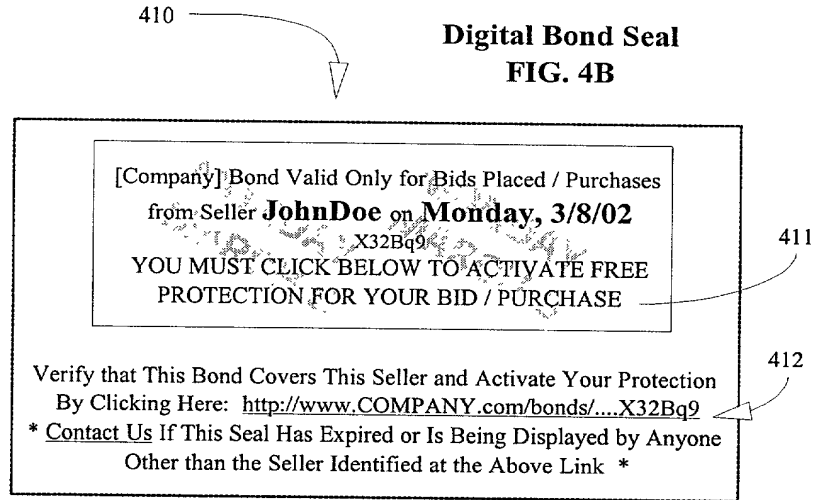 410
Digital Bond Seal
FIG. 4B
[Company] Bond Valid Only for Bids Placed / Purchases
from Seller JohnDoe on Monday, 3/8/02
X32Bq9
YOU MUST CLICK BELOW TO ACTIVATE FREE
PROTECTION FOR YOUR BID / PURCHASE
411
412
Verify that This Bond Covers This Seller and Activate Your Protection
By Clicking Here: http://www.COMPANY.com/bonds/....X32Bq9
* Contact Us If This Seal Has Expired or Is Being Displayed by Anyone
Other than the Seller Identified at the Above Link *